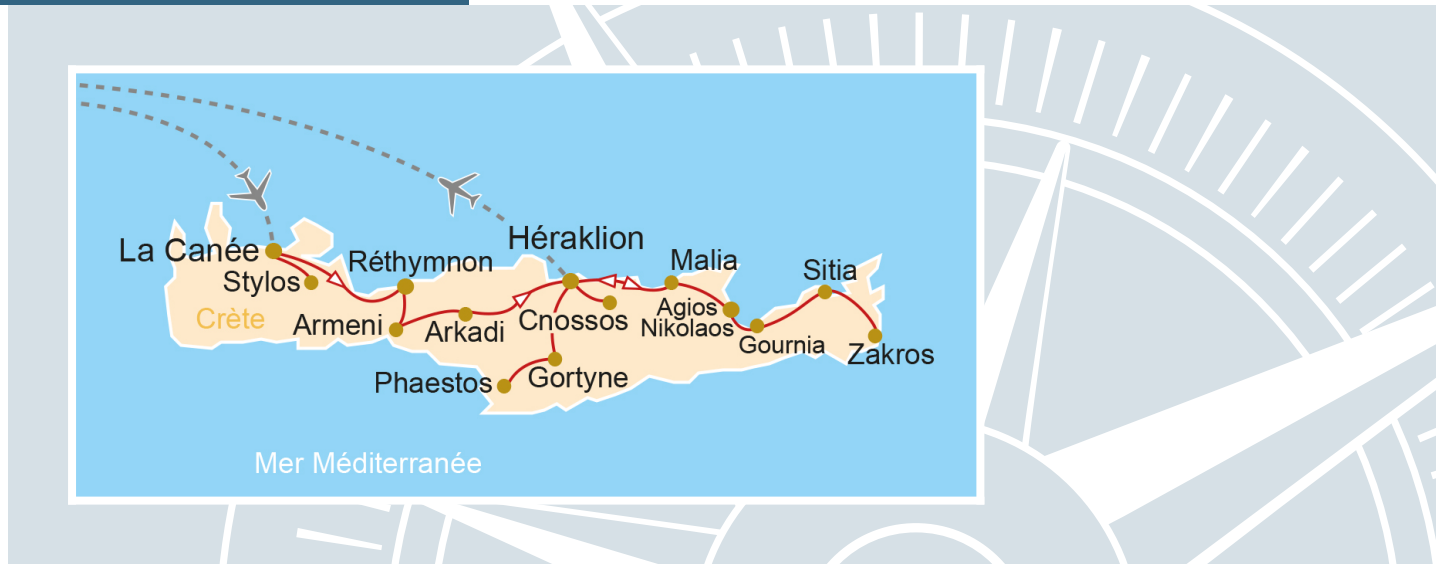 Héraklion
La Canée
Malia
Réthymnon
Sitia
Stylos
Agios
Nikolaos
Crète
Armeni
Arkadi
Cnossos
Gournia
Zakros
Phaestos
Gortyne
Mer Méditerranée